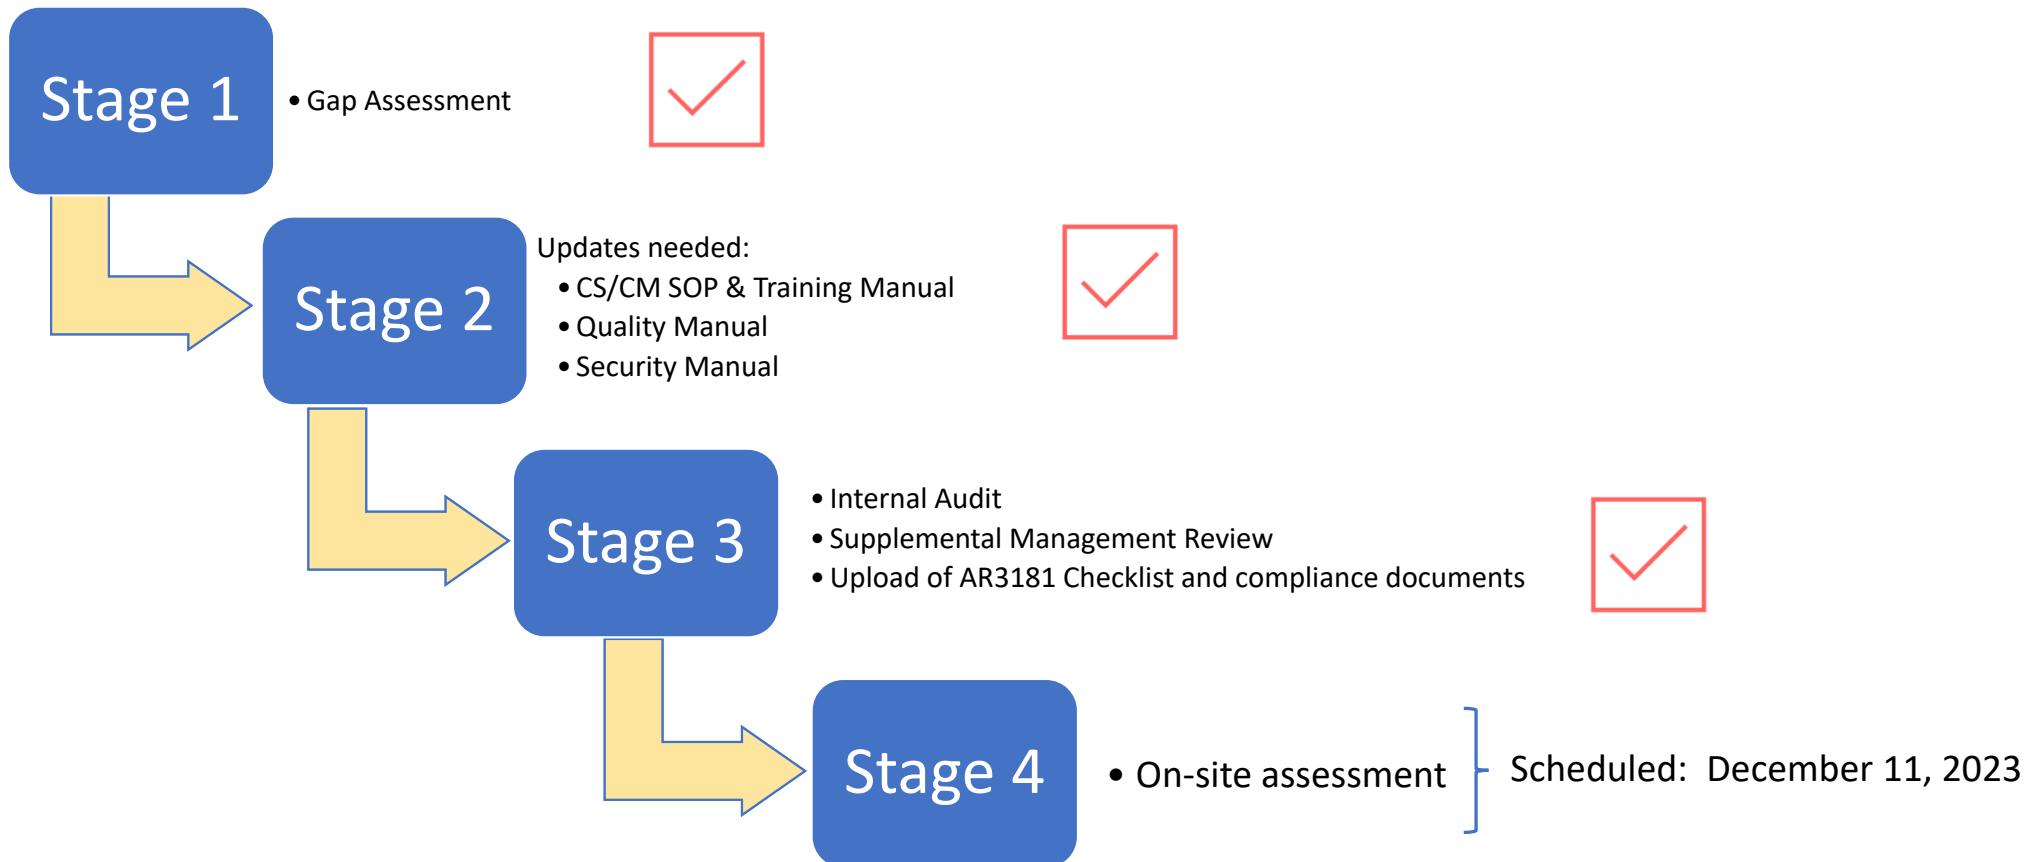 Stage 1
• Gap Assessment
Stage 2
Updates needed:
• CS/CM SOP & Training Manual
• Quality Manual
• Security Manual
Stage 3
• Internal Audit
• Supplemental Management Review
• Upload of AR3181 Checklist and compliance documents
Stage 4
• On-site assessment
Scheduled: December 11, 2023